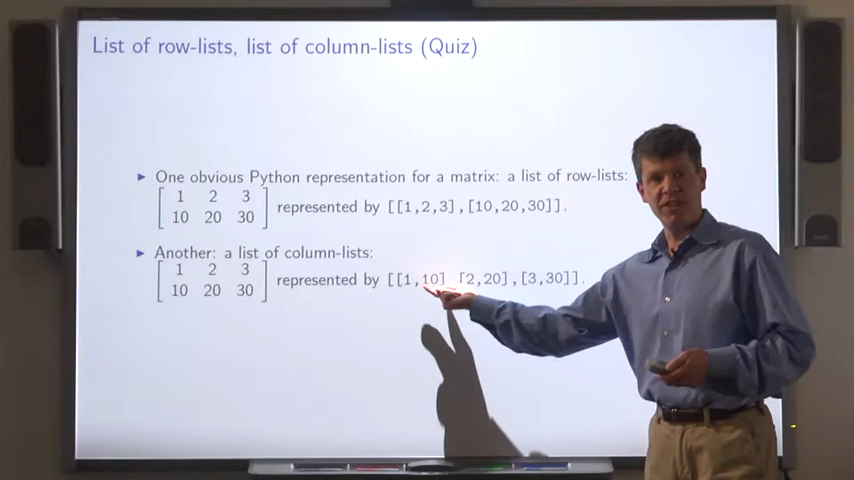 List of row-lists, list of column-lists (Quiz)
▶ One obvious Python representation for a matrix: a list of row-lists:
[ 1 2 3
10 20 30 ] represented by [[1,2,3],[10,20,30]].
▶ Another: a list of column-lists:
[ 1 2 3
10 20 30 ] represented by [[1,10] [2,20],[3,30]].